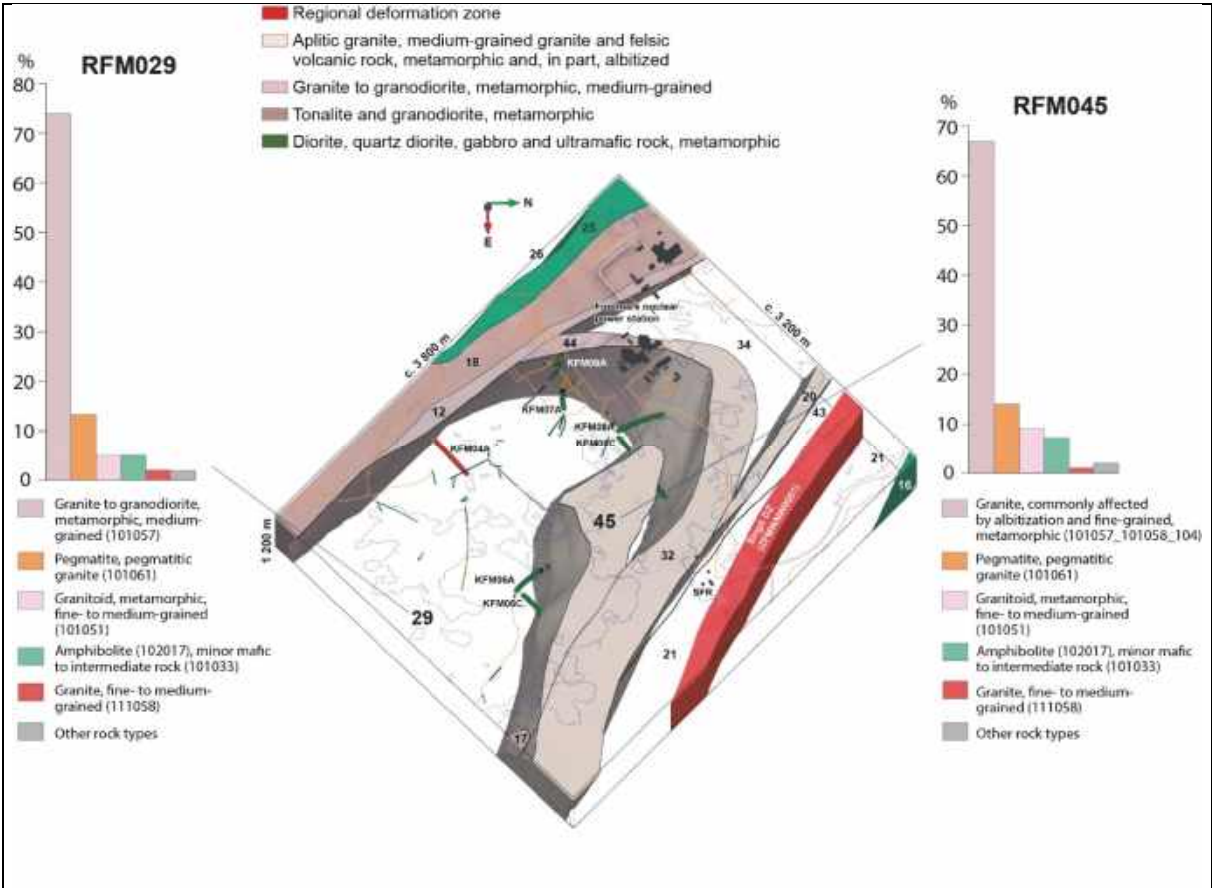 Regional deformation zone
Aplitic granite, medium-grained granite and felsic
volcanic rock, metamorphic and, in part, albitized
Granite to granodiorite, metamorphic, medium-grained
Tonalite and granodiorite, metamorphic
Diorite, quartz diorite, gabbro and ultramafic rock, metamorphic
%
RFM029
80
70
60
50
40
30
20
10
0
Granite to granodiorite,
metamorphic, medium-
grained (101057)
Pegmatite, pegmatitic
granite (101061)
Granitoid, metamorphic,
fine- to medium-grained
(101051)
Amphibolite (102017), minor mafic
to intermediate rock (101033)
Granite, fine- to medium-
grained (111058)
Other rock types
N
E
25
26
nuclear
power station
c. 3 200 m
c. 3 800 m
18
44
34
12
KFM09A
KFM07A
KFM08A
KFM08C
KFM04A
20
43
21
16
45
32
1 200 m
KFM06A
KFM06C
SFR
29
21
17
%
RFM045
70
60
50
40
30
20
10
0
Granite, commonly affected
by albitization and fine-grained,
metamorphic (101057_101058_104)
Pegmatite, pegmatitic
granite (101061)
Granitoid, metamorphic,
fine- to medium-grained
(101051)
Amphibolite (102017), minor mafic
to intermediate rock (101033)
Granite, fine- to medium-
grained (111058)
Other rock types